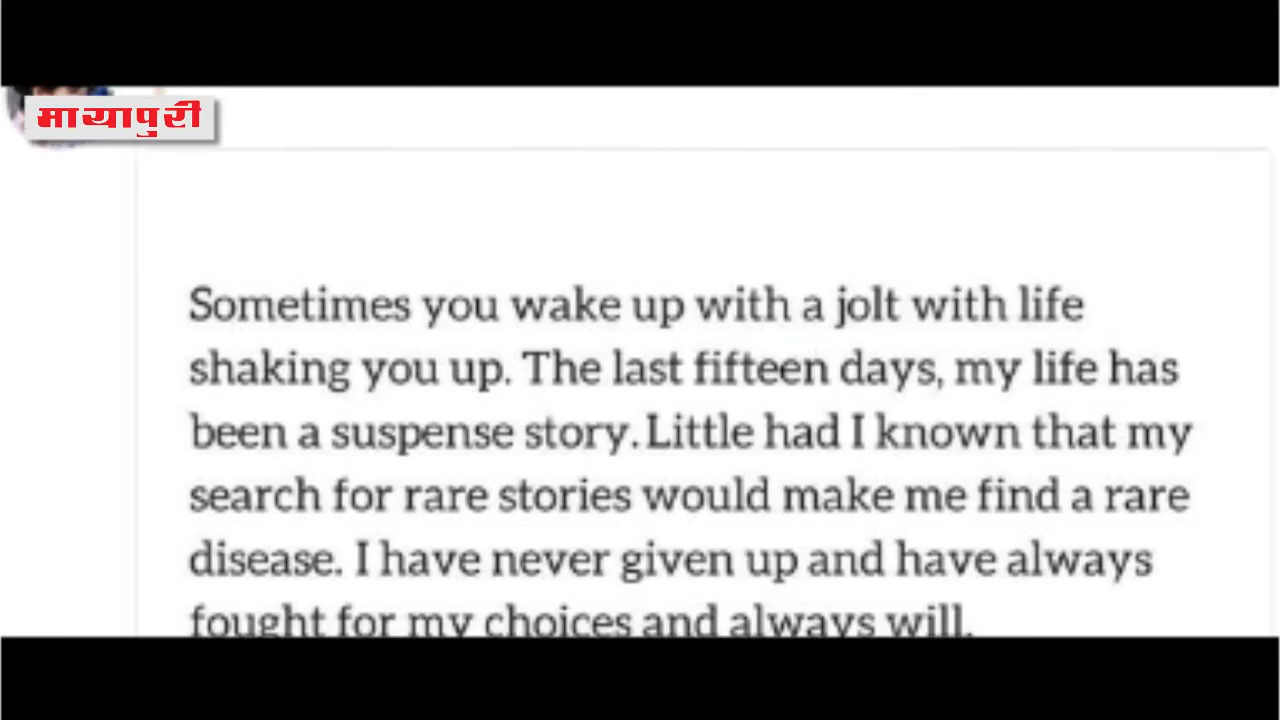 मायापुरी
Sometimes you wake up with a jolt with life
shaking you up. The last fifteen days, my life has
been a suspense story. Little had I known that my
search for rare stories would make me find a rare
disease. I have never given up and have always
fought for my choices and always will.